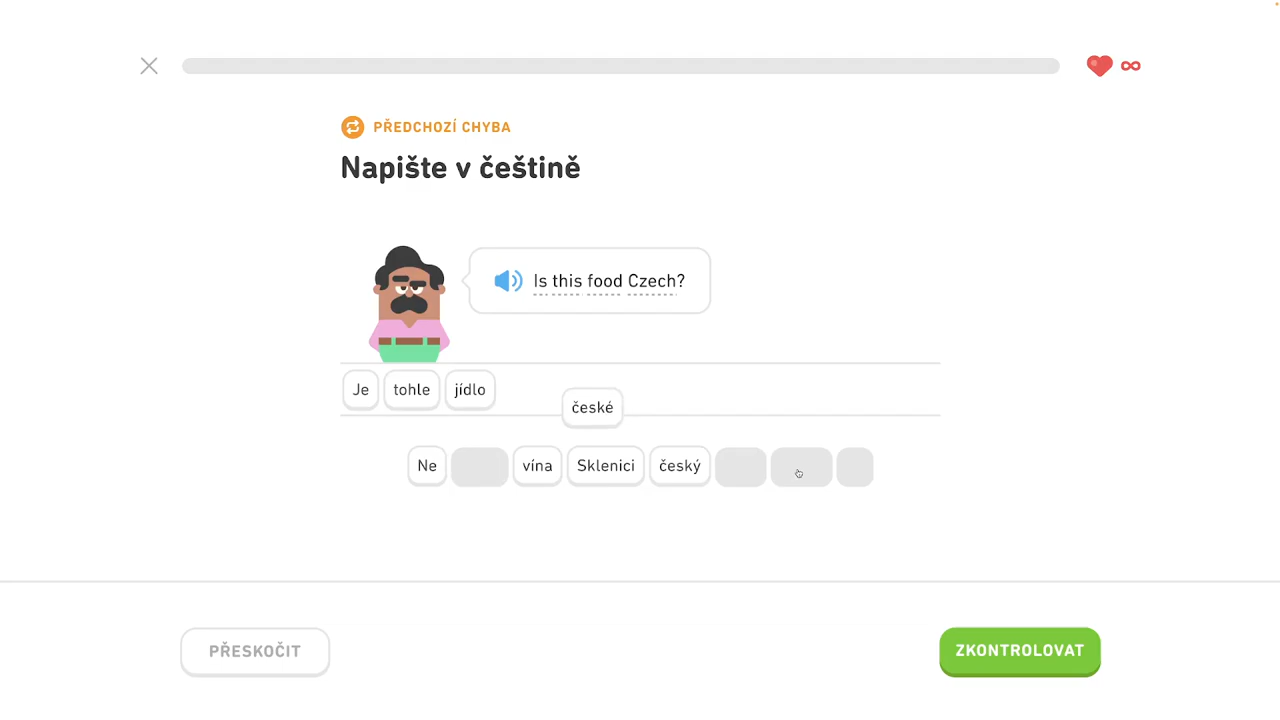 PŘEDCHOZÍ CHYBA
Napište v češtině
Is this food Czech?
Je tohle jídlo
české
Ne vína Sklenici český
PŘESKOČIT ZKONTROLOVAT